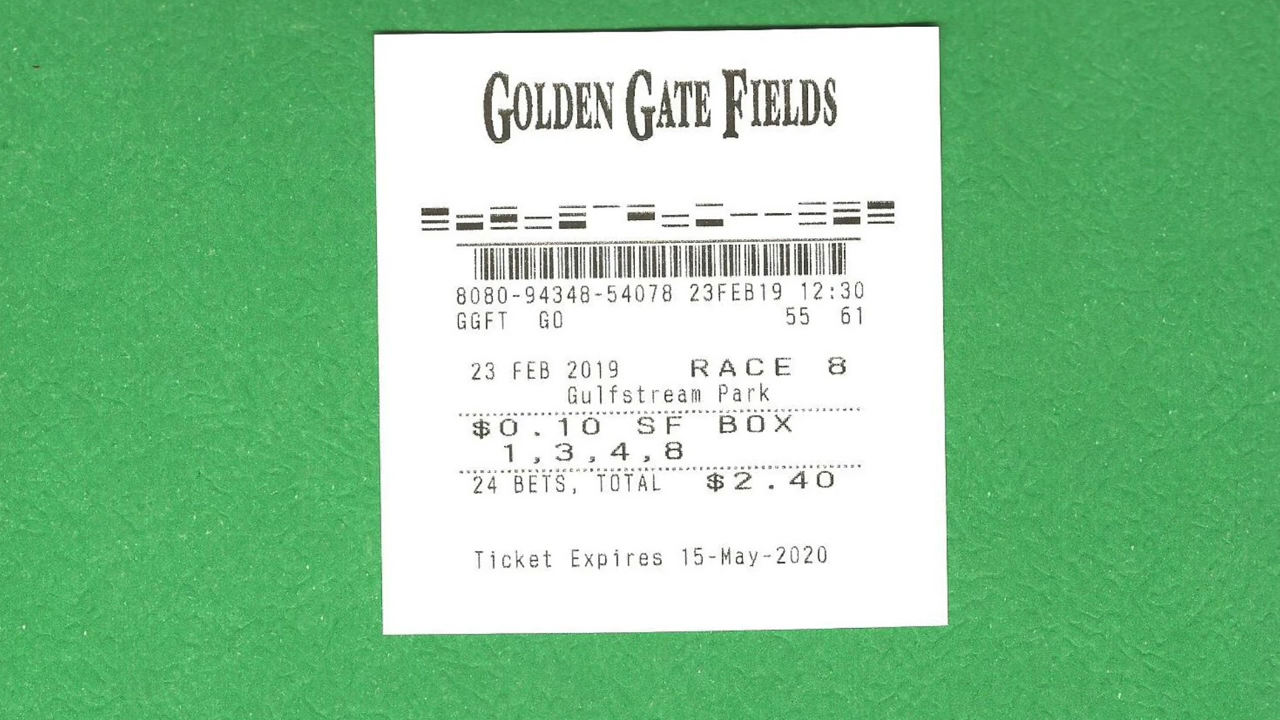 GOLDEN GATE FIELDS
8080-94348-54078 23FEB19 12:30
GGFT GO 55 61
23 FEB 2019 RACE 8
Gulfstream Park
$0.10 SF BOX
1,3,4,8
24 BETS, TOTAL $2.40
Ticket Expires 15-May-2020